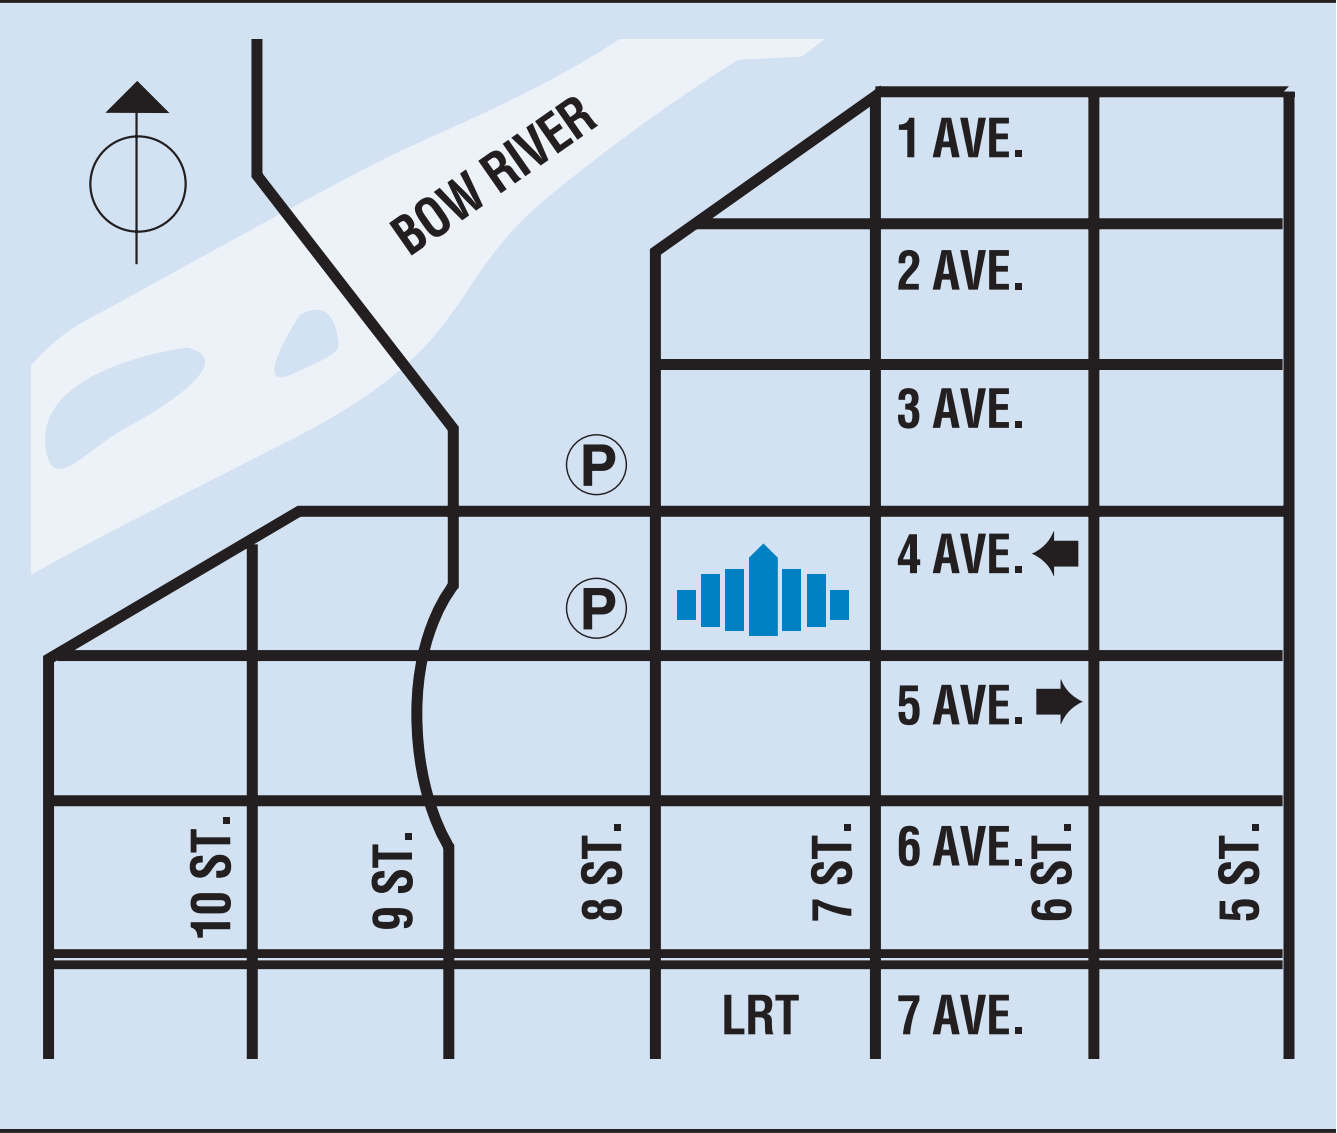 BOW RIVER
1 AVE.
2 AVE.
3 AVE.
P
4 AVE.
P
5 AVE.
10 ST.
9 ST.
8 ST.
7 ST.
6 AVE.
6 ST.
5 ST.
LRT
7 AVE.